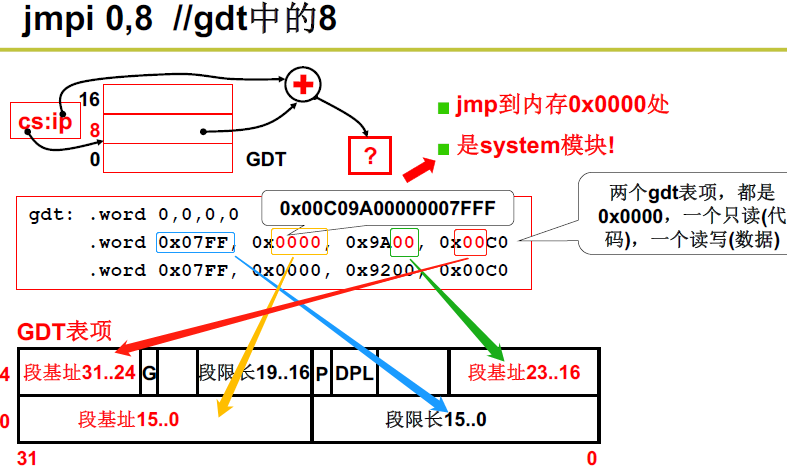 jmpi 0,8 //gdt中的8
16
cs:ip
8
0
GDT
?
jmp到内存0x0000处
是system模块!
两个gdt表项，都是
0x0000，一个只读(代
码)，一个读写(数据)
0x00C09A00000007FFF
gdt: .word 0,0,0,0
.word 0x07FF, 0x0000, 0x9A00, 0x00C0
.word 0x07FF, 0x0000, 0x9200, 0x00C0
GDT表项
4
段基址31..24
G
段限长19..16
P
DPL
段基址23..16
0
段基址15..0
段限长15..0
31
0